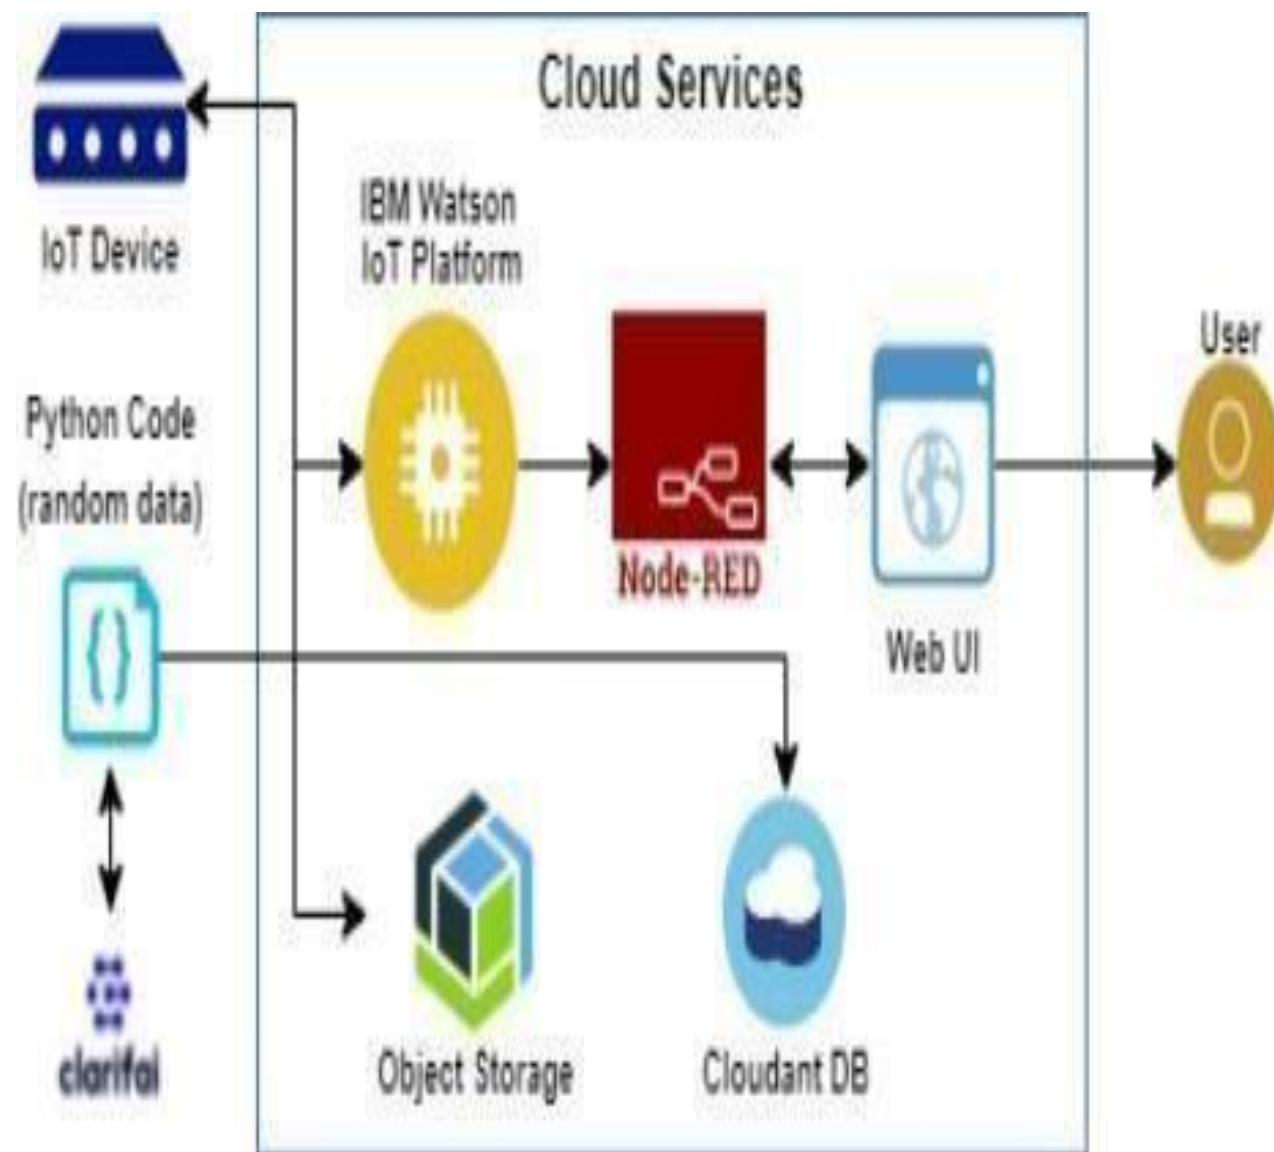 Cloud Services
IoT Device
IBM Watson
IoT Platform
User
Python Code
(random data)
Node-RED
Web UI
clarifai
Object Storage
Cloudant DB